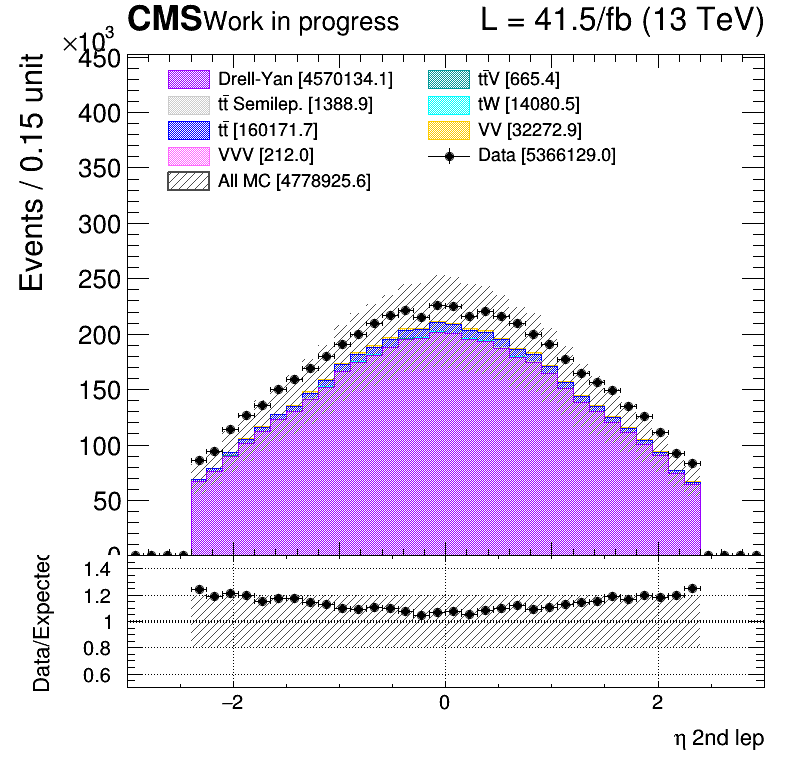 CMS Work in progress L = 41.5/fb (13 TeV)
×10³
Events / 0.15 unit
450
400
350
300
250
200
150
100
50
0
Drell-Yan [4570134.1]
tt̄ Semilep. [1388.9]
tt̄ [160171.7]
VVV [212.0]
All MC [4778925.6]
tt̄V [665.4]
tW [14080.5]
VV [32272.9]
Data [5366129.0]
Data/Expected
1.4
1.2
1
0.8
0.6
−2 0 2
η 2nd lep